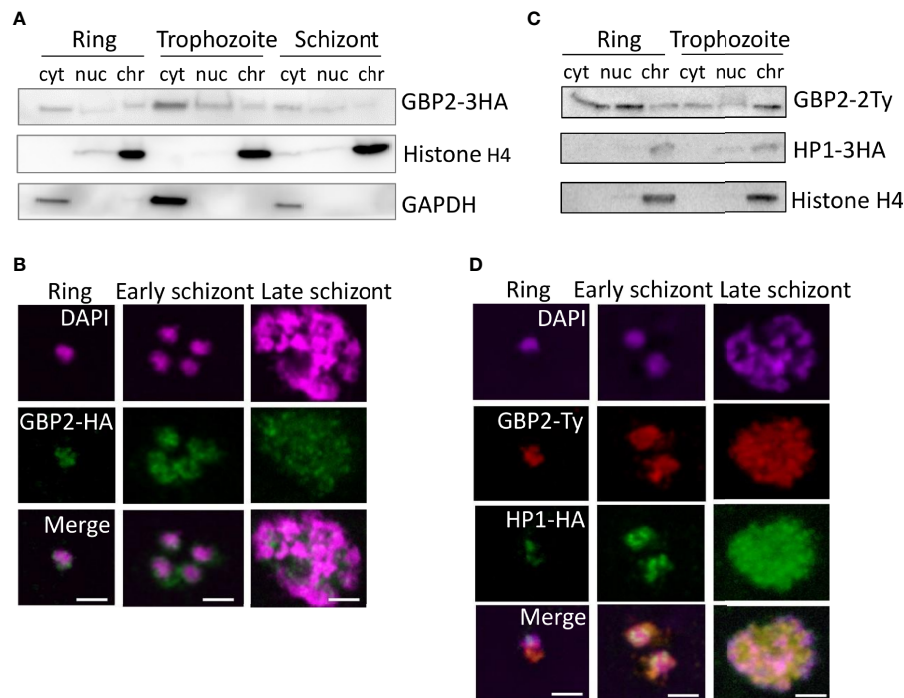 A
Ring Trophozoite Schizont
cyt nuc chr cyt nuc chr cyt nuc chr
GBP2-3HA
Histone H4
GAPDH
B
Ring Early schizont Late schizont
DAPI
GBP2-HA
Merge
C
Ring Trophozoite
cyt nuc chr cyt nuc chr
GBP2-2Ty
HP1-3HA
Histone H4
D
Ring Early schizont Late schizont
DAPI
GBP2-Ty
HP1-HA
Merge